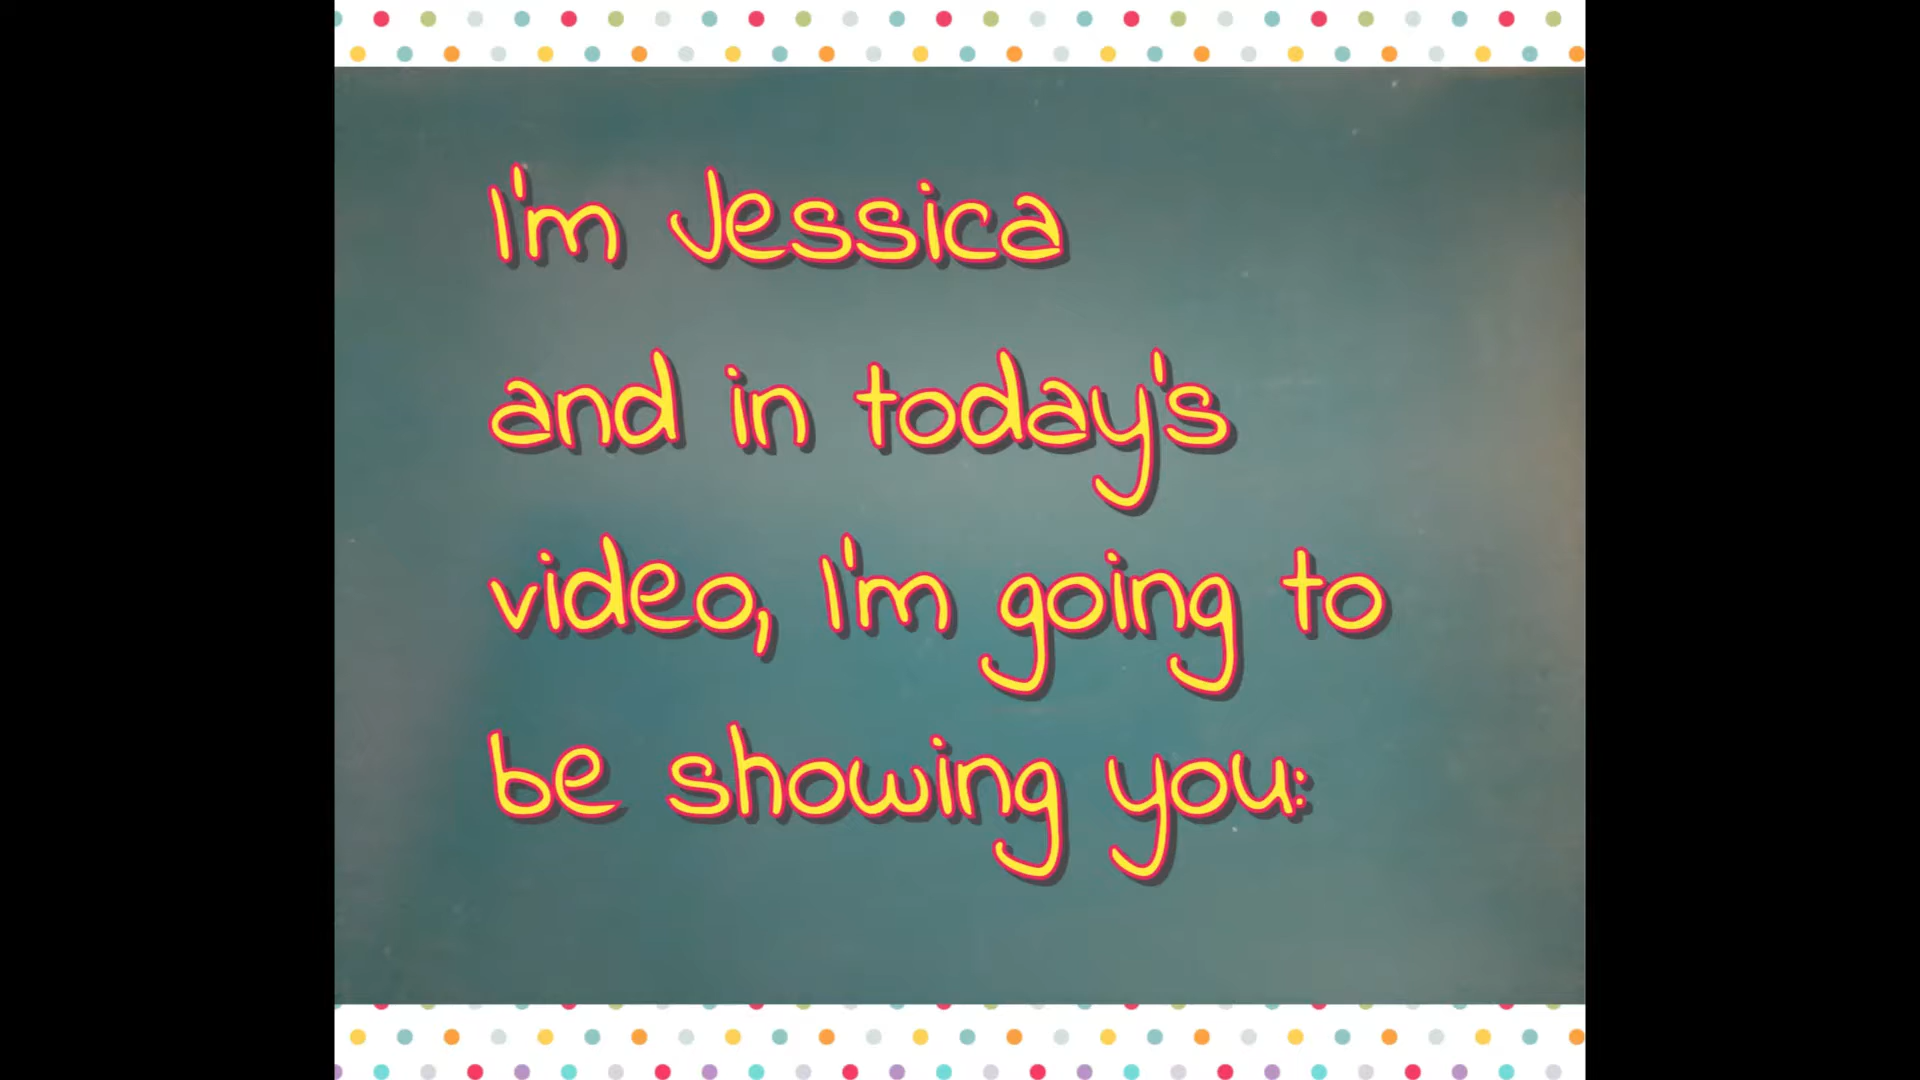 I'm Jessica
and in today's
video, I'm going to
be showing you: